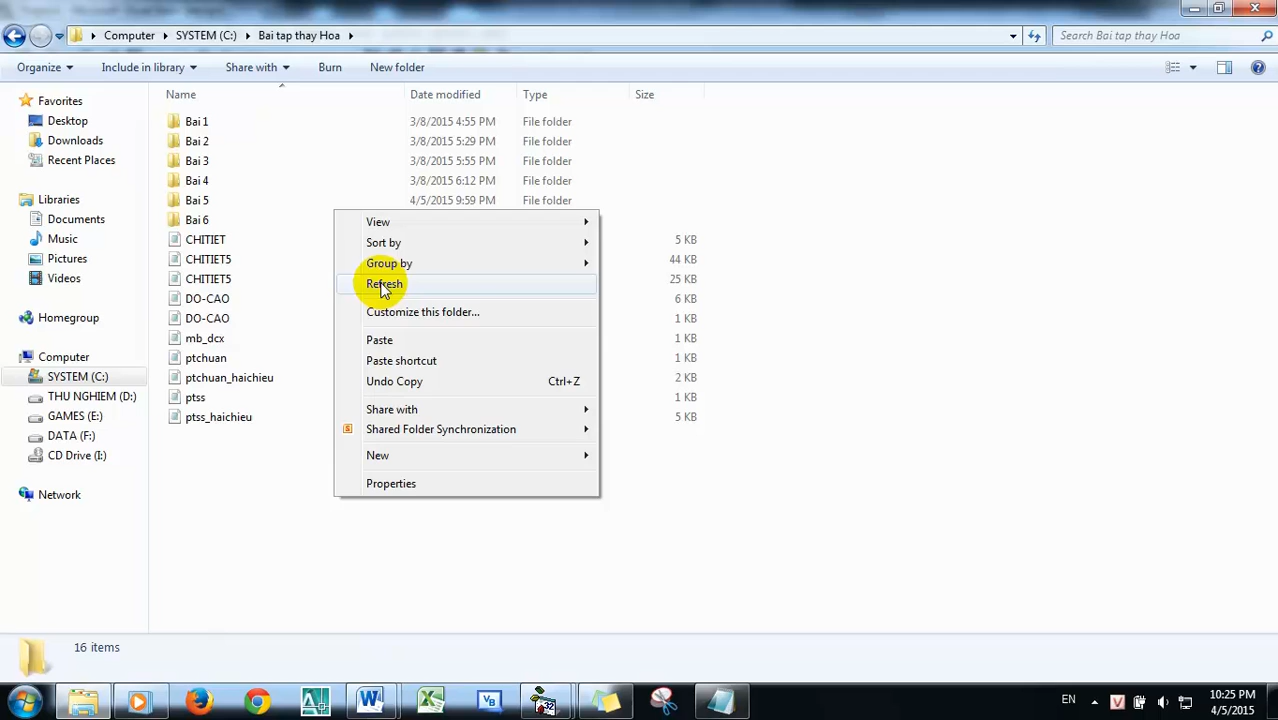 Computer SYSTEM (C:) Bai tap thay Hoa
Search Bai tap thay Hoa
Organize Include in library Share with Burn New folder
Name Date modified Type Size
Favorites
Desktop
Downloads
Recent Places
Libraries
Documents
Music
Pictures
Videos
Homegroup
Computer
SYSTEM (C:)
THU NGHIEM (D:)
GAMES (E:)
DATA (F:)
CD Drive (I:)
Network
Bai 1 3/8/2015 4:55 PM File folder
Bai 2 3/8/2015 5:29 PM File folder
Bai 3 3/8/2015 5:55 PM File folder
Bai 4 3/8/2015 6:12 PM File folder
Bai 5 4/5/2015 9:59 PM File folder
Bai 6
CHITIET 5 KB
CHITIET5 44 KB
CHITIET5 25 KB
DO-CAO 6 KB
DO-CAO 1 KB
mb_dcx 1 KB
ptchuan 1 KB
ptchuan_haichieu 2 KB
ptss 1 KB
ptss_haichieu 5 KB
View
Sort by
Group by
Refresh
Customize this folder...
Paste
Paste shortcut
Undo Copy Ctrl+Z
Share with
S Shared Folder Synchronization
New
Properties
16 items
VB
32
EN
V
10:25 PM
4/5/2015